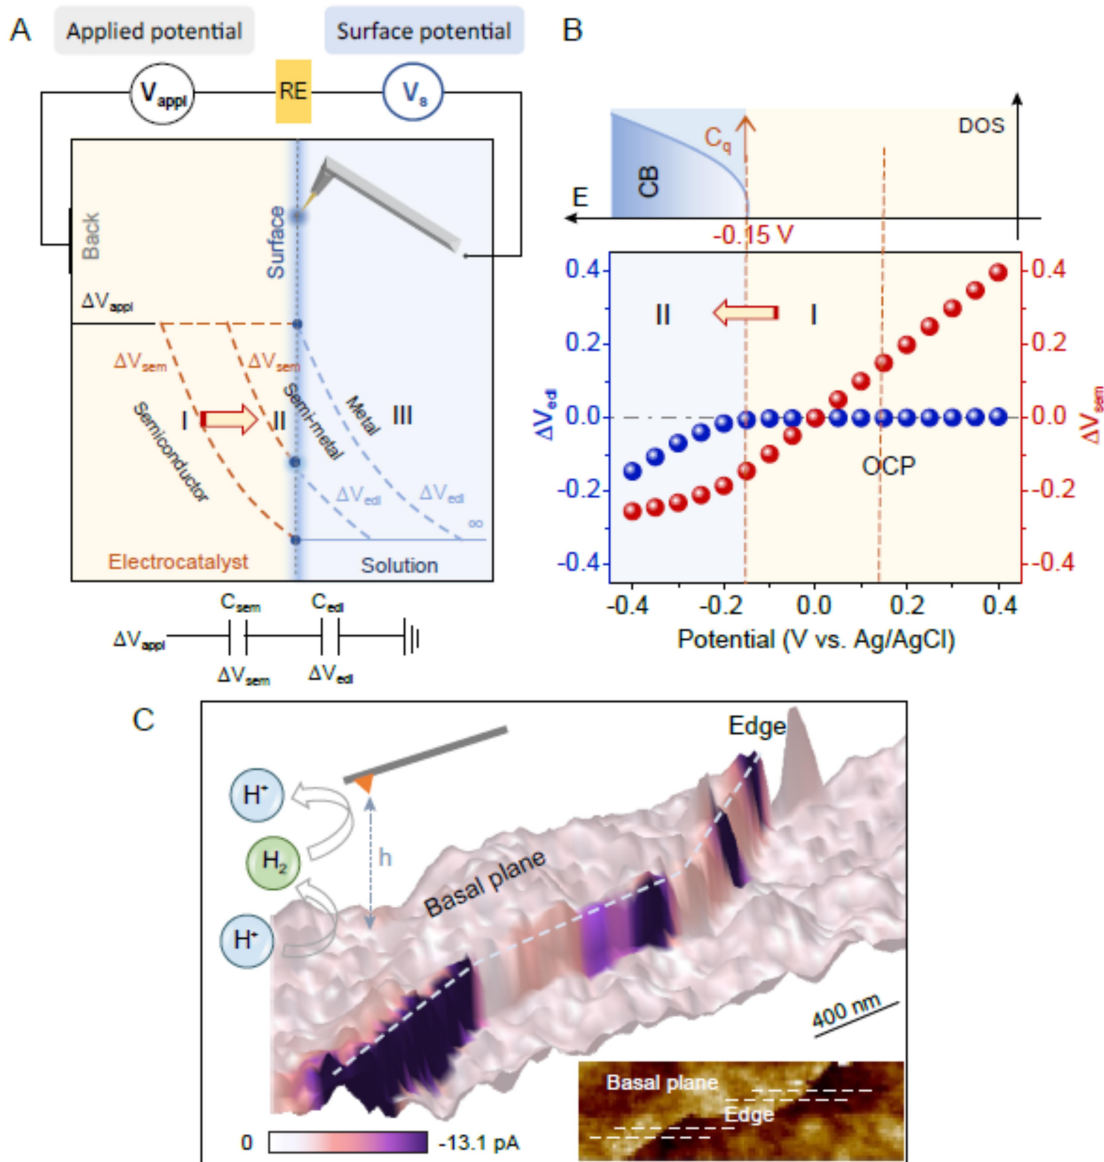 A
Applied potential
Surface potential
V_appl
RE
V_s
Back
Surface
ΔV_appl
ΔV_sem
ΔV_sem
I
II
III
Semiconductor
Semi-metal
Metal
ΔV_edl
ΔV_edl
∞
Electrocatalyst
Solution
C_sem
C_edl
ΔV_appl
ΔV_sem
ΔV_edl
B
DOS
C_q
CB
E
-0.15 V
0.4
0.2
0.0
-0.2
-0.4
ΔV_edl
II
I
OCP
0.4
0.2
0.0
-0.2
-0.4
ΔV_sem
-0.4
-0.2
0.0
0.2
0.4
Potential (V vs. Ag/AgCl)
C
Edge
H⁺
H₂
H⁺
h
Basal plane
400 nm
Basal plane
Edge
0
-13.1 pA